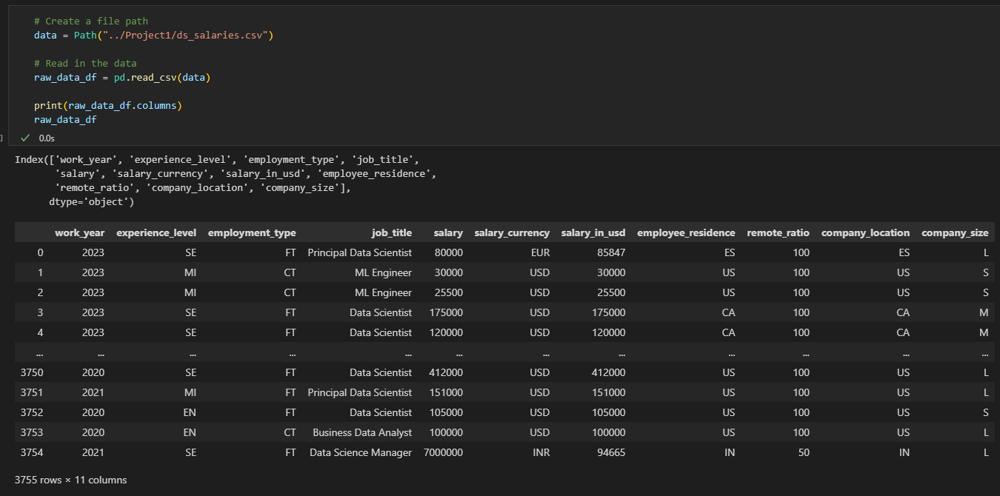 # Create a file path
data = Path("../Project1/ds_salaries.csv")
# Read in the data
raw_data_df = pd.read_csv(data)
print(raw_data_df.columns)
raw_data_df
] ✓ 0.0s
Index(['work_year', 'experience_level', 'employment_type', 'job_title',
'salary', 'salary_currency', 'salary_in_usd', 'employee_residence',
'remote_ratio', 'company_location', 'company_size'],
dtype='object')
work_year experience_level employment_type job_title salary salary_currency salary_in_usd employee_residence remote_ratio company_location company_size
0 2023 SE FT Principal Data Scientist 80000 EUR 85847 ES 100 ES L
1 2023 MI CT ML Engineer 30000 USD 30000 US 100 US S
2 2023 MI CT ML Engineer 25500 USD 25500 US 100 US S
3 2023 SE FT Data Scientist 175000 USD 175000 CA 100 CA M
4 2023 SE FT Data Scientist 120000 USD 120000 CA 100 CA M
... ... ... ... ... ... ... ... ... ... ... ...
3750 2020 SE FT Data Scientist 412000 USD 412000 US 100 US L
3751 2021 MI FT Principal Data Scientist 151000 USD 151000 US 100 US L
3752 2020 EN FT Data Scientist 105000 USD 105000 US 100 US S
3753 2020 EN CT Business Data Analyst 100000 USD 100000 US 100 US L
3754 2021 SE FT Data Science Manager 7000000 INR 94665 IN 50 IN L
3755 rows × 11 columns